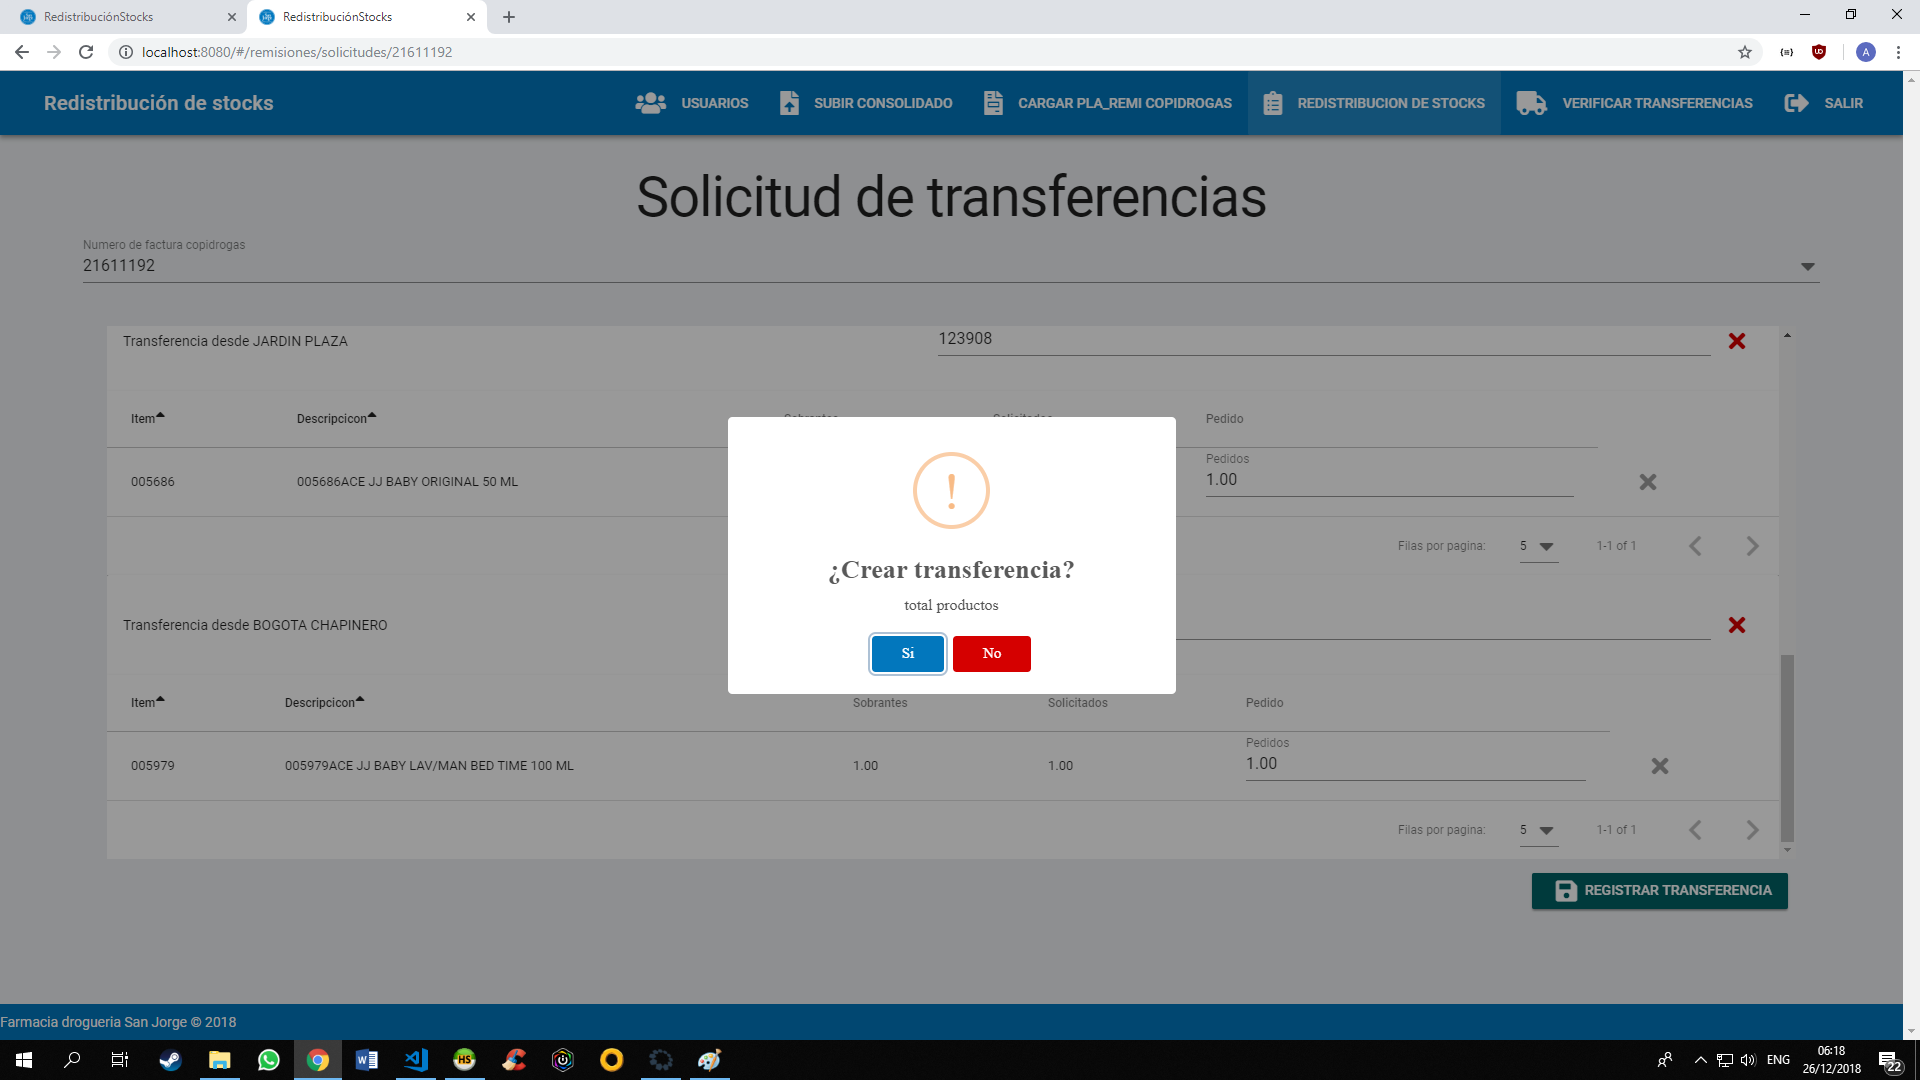 RedistribuciónStocks
RedistribuciónStocks
localhost:8080/#/remisiones/solicitudes/21611192
A
Redistribución de stocks
USUARIOS
SUBIR CONSOLIDADO
CARGAR PLA_REMI COPIDROGAS
REDISTRIBUCION DE STOCKS
VERIFICAR TRANSFERENCIAS
SALIR
Solicitud de transferencias
Numero de factura copidrogas
21611192
Transferencia desde JARDIN PLAZA
123908
Item
Descripcicon
Sobrantes
Solicitados
Pedido
005686
005686ACE JJ BABY ORIGINAL 50 ML
Pedidos
1.00
Filas por pagina:
5
1-1 of 1
¿Crear transferencia?
total productos
Si
No
Transferencia desde BOGOTA CHAPINERO
Item
Descripcicon
Sobrantes
Solicitados
Pedido
005979
005979ACE JJ BABY LAV/MAN BED TIME 100 ML
1.00
1.00
Pedidos
1.00
Filas por pagina:
5
1-1 of 1
REGISTRAR TRANSFERENCIA
Farmacia drogueria San Jorge © 2018
HS
ENG
06:18
26/12/2018
22